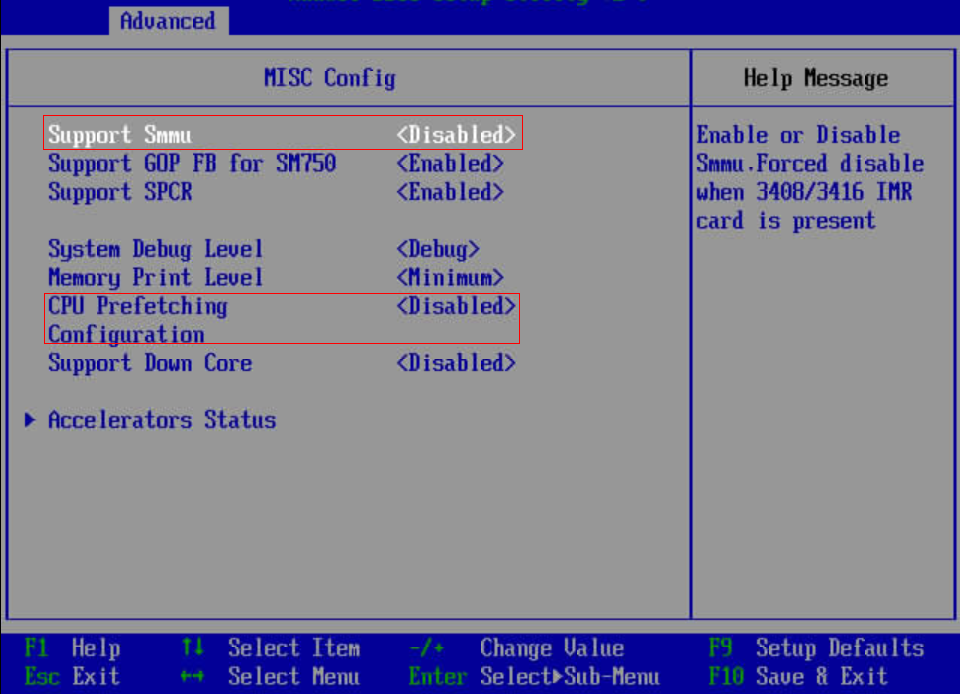 Advanced
MISC Config
Help Message
Support Smmu <Disabled>
Support GOP FB for SM750 <Enabled>
Support SPCR <Enabled>
System Debug Level <Debug>
Memory Print Level <Minimum>
CPU Prefetching <Disabled>
Configuration
Support Down Core <Disabled>
Accelerators Status
Enable or Disable
Smmu.Forced disable
when 3408/3416 IMR
card is present
F1 Help ↑↓ Select Item -/+ Change Value F9 Setup Defaults
Esc Exit ↔ Select Menu Enter Select▶Sub-Menu F10 Save & Exit